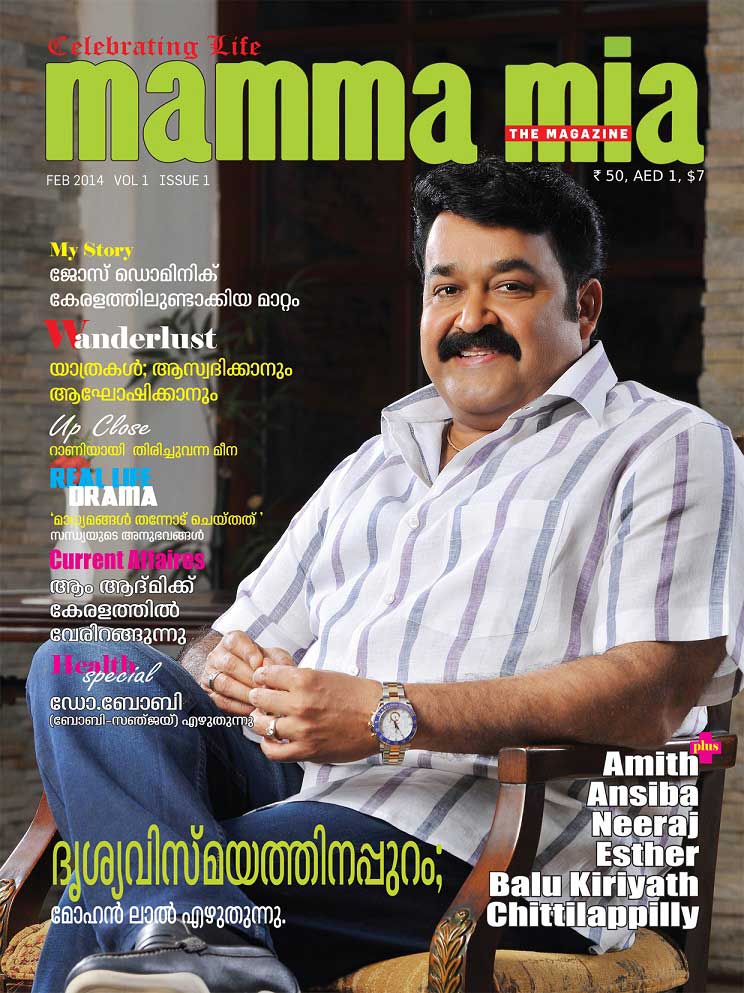 Celebrating Life
mamma mia
THE MAGAZINE
FEB 2014 VOL 1 ISSUE 1
₹ 50, AED 1, $7
My Story
ജോസ് ഡൊമിനിക്
കേരളത്തിലുണ്ടാക്കിയ മാറ്റം
Wanderlust
യാത്രകൾ; ആസ്വദിക്കാനും
ആഘോഷിക്കാനും
Up Close
റാണിയായി തിരിച്ചുവന്ന മീന
REAL LIFE
DRAMA
‘മാധ്യമങ്ങൾ തന്നോട് ചെയ്തത്’
സന്ധ്യയുടെ അനുഭവങ്ങൾ
Current Affaires
ആം ആദ്മിക്ക്
കേരളത്തിൽ
വേരിറങ്ങുന്നു
Health
special
ഡോ.ബോബി
(ബോബി-സഞ്ജയ്) എഴുതുന്നു
plus
Amith
Ansiba
Neeraj
Esther
Balu Kiriyath
Chittilappilly
ദൃശ്യവിസ്മയത്തിനപ്പുറം;
മോഹൻ ലാൽ എഴുതുന്നു.